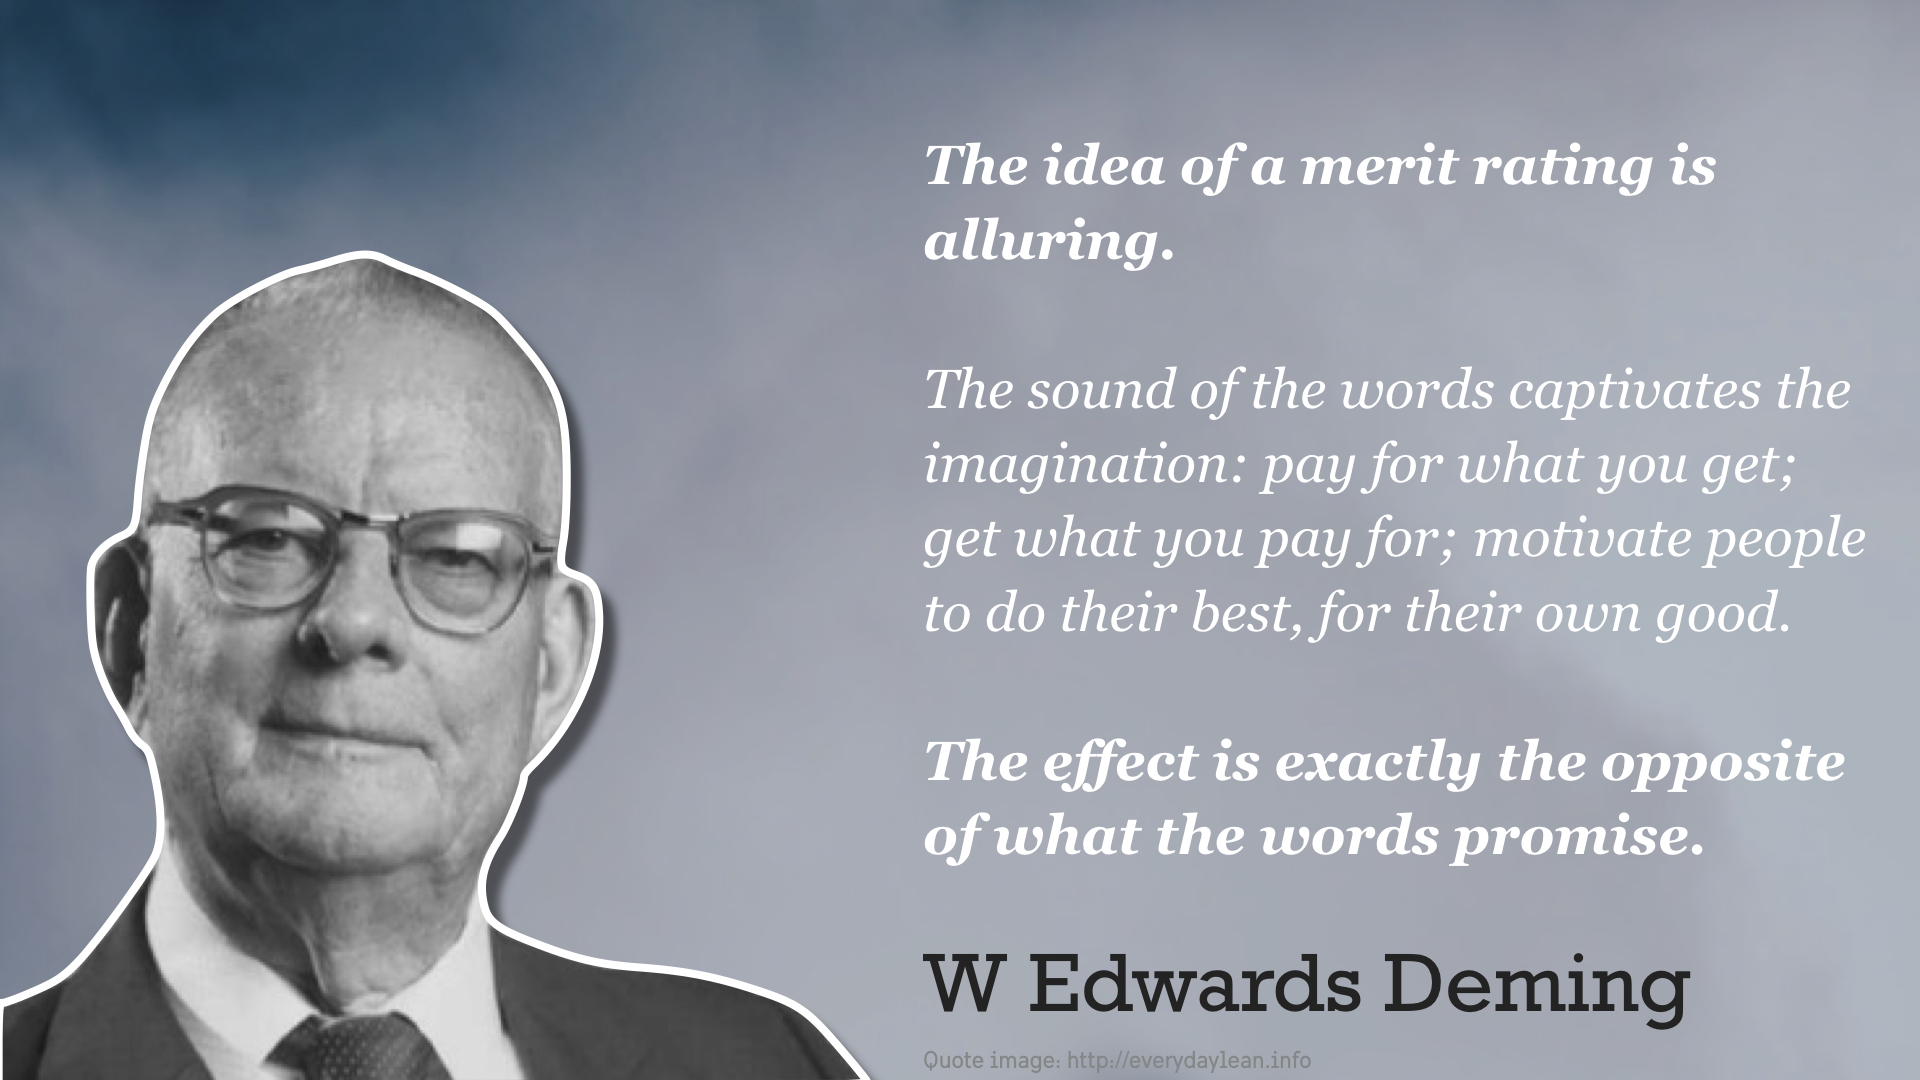 The idea of a merit rating is
alluring.
The sound of the words captivates the
imagination: pay for what you get;
get what you pay for; motivate people
to do their best, for their own good.
The effect is exactly the opposite
of what the words promise.
W Edwards Deming
Quote image: http://everydaylean.info